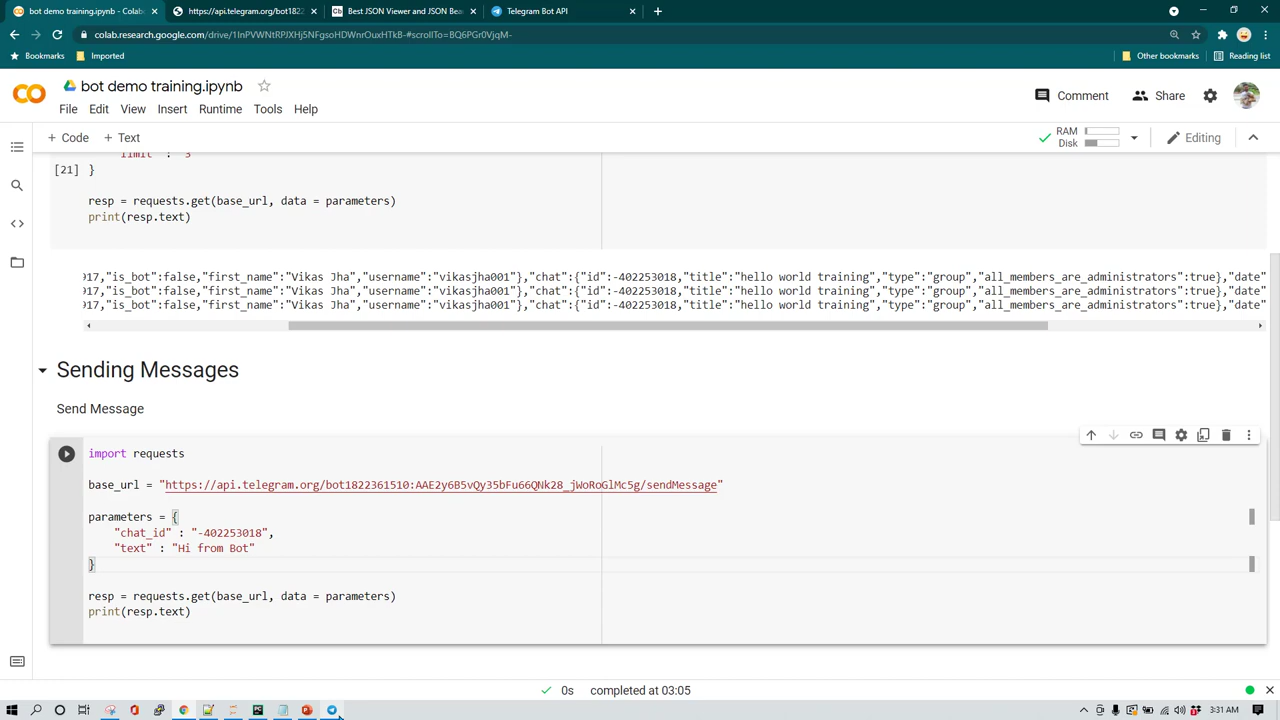 bot demo training.ipynb - Colab
https://api.telegram.org/bot1822
Best JSON Viewer and JSON Bea
Telegram Bot API
colab.research.google.com/drive/1InPVWNtRPJXHj5NFgsoHDWnrOuxHTkB-#scrollTo=8Q6PGr0VjqM-
Bookmarks
Imported
Other bookmarks
Reading list
bot demo training.ipynb
File Edit View Insert Runtime Tools Help
Comment
Share
+ Code + Text
RAM
Disk
Editing
"limit" : "3"
[21] }
resp = requests.get(base_url, data = parameters)
print(resp.text)
917,"is_bot":false,"first_name":"Vikas Jha","username":"vikasjha001"},"chat":{"id":-402253018,"title":"hello world training","type":"group","all_members_are_administrators":true},"date"
917,"is_bot":false,"first_name":"Vikas Jha","username":"vikasjha001"},"chat":{"id":-402253018,"title":"hello world training","type":"group","all_members_are_administrators":true},"date"
917,"is_bot":false,"first_name":"Vikas Jha","username":"vikasjha001"},"chat":{"id":-402253018,"title":"hello world training","type":"group","all_members_are_administrators":true},"date"
Sending Messages
Send Message
import requests
base_url = "https://api.telegram.org/bot1822361510:AAE2y6B5vQy35bFu66QNk28_jWoRoGlMc5g/sendMessage"
parameters = {
"chat_id" : "-402253018",
"text" : "Hi from Bot"
}
resp = requests.get(base_url, data = parameters)
print(resp.text)
0s completed at 03:05
3:31 AM